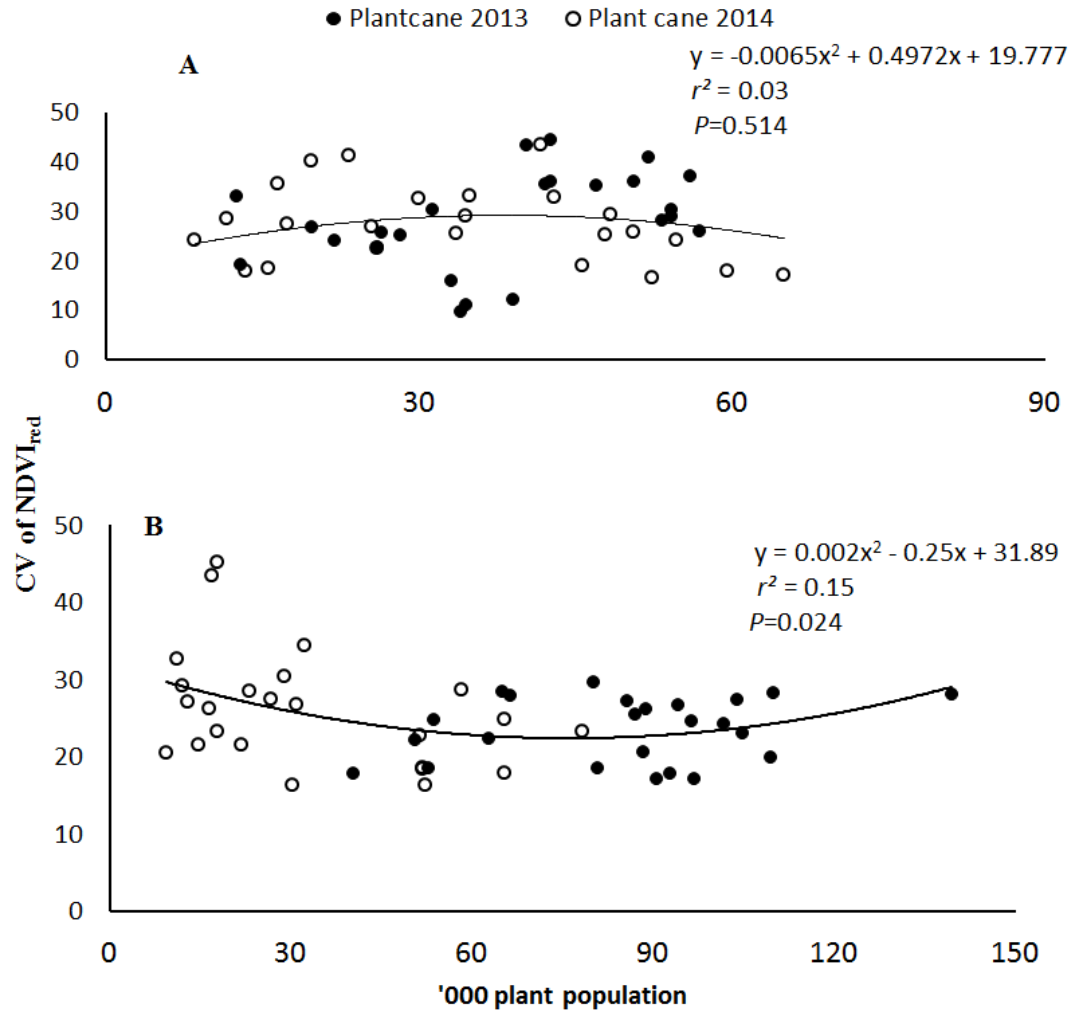 Plantcane 2013 Plant cane 2014
A
y = -0.0065x² + 0.4972x + 19.777
r² = 0.03
P=0.514
50
40
30
20
10
0
0 30 60 90
CV of NDVIred
B
y = 0.002x² - 0.25x + 31.89
r² = 0.15
P=0.024
50
40
30
20
10
0
0 30 60 90 120 150
'000 plant population